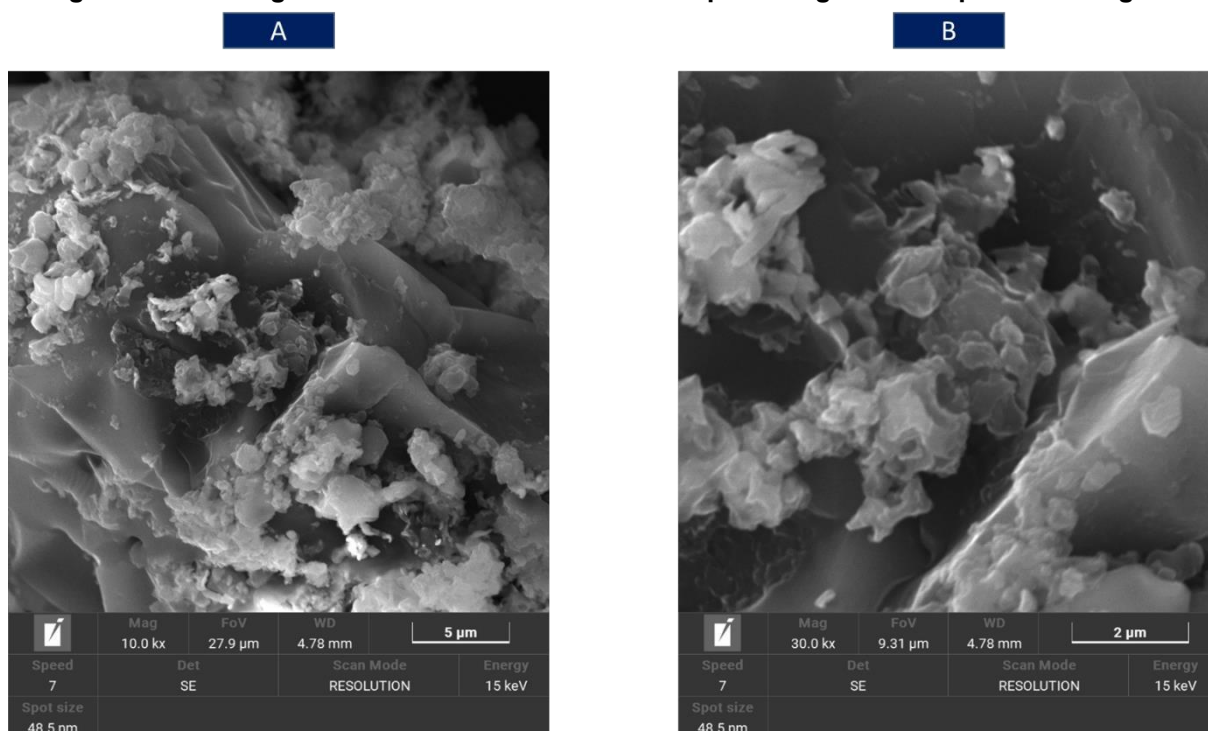 A
B
Mag
10.0 kx
FoV
27.9 µm
WD
4.78 mm
5 µm
Speed
7
Det
SE
Scan Mode
RESOLUTION
Energy
15 keV
Spot size
48.5 nm
Mag
30.0 kx
FoV
9.31 µm
WD
4.78 mm
2 µm
Speed
7
Det
SE
Scan Mode
RESOLUTION
Energy
15 keV
Spot size
48.5 nm